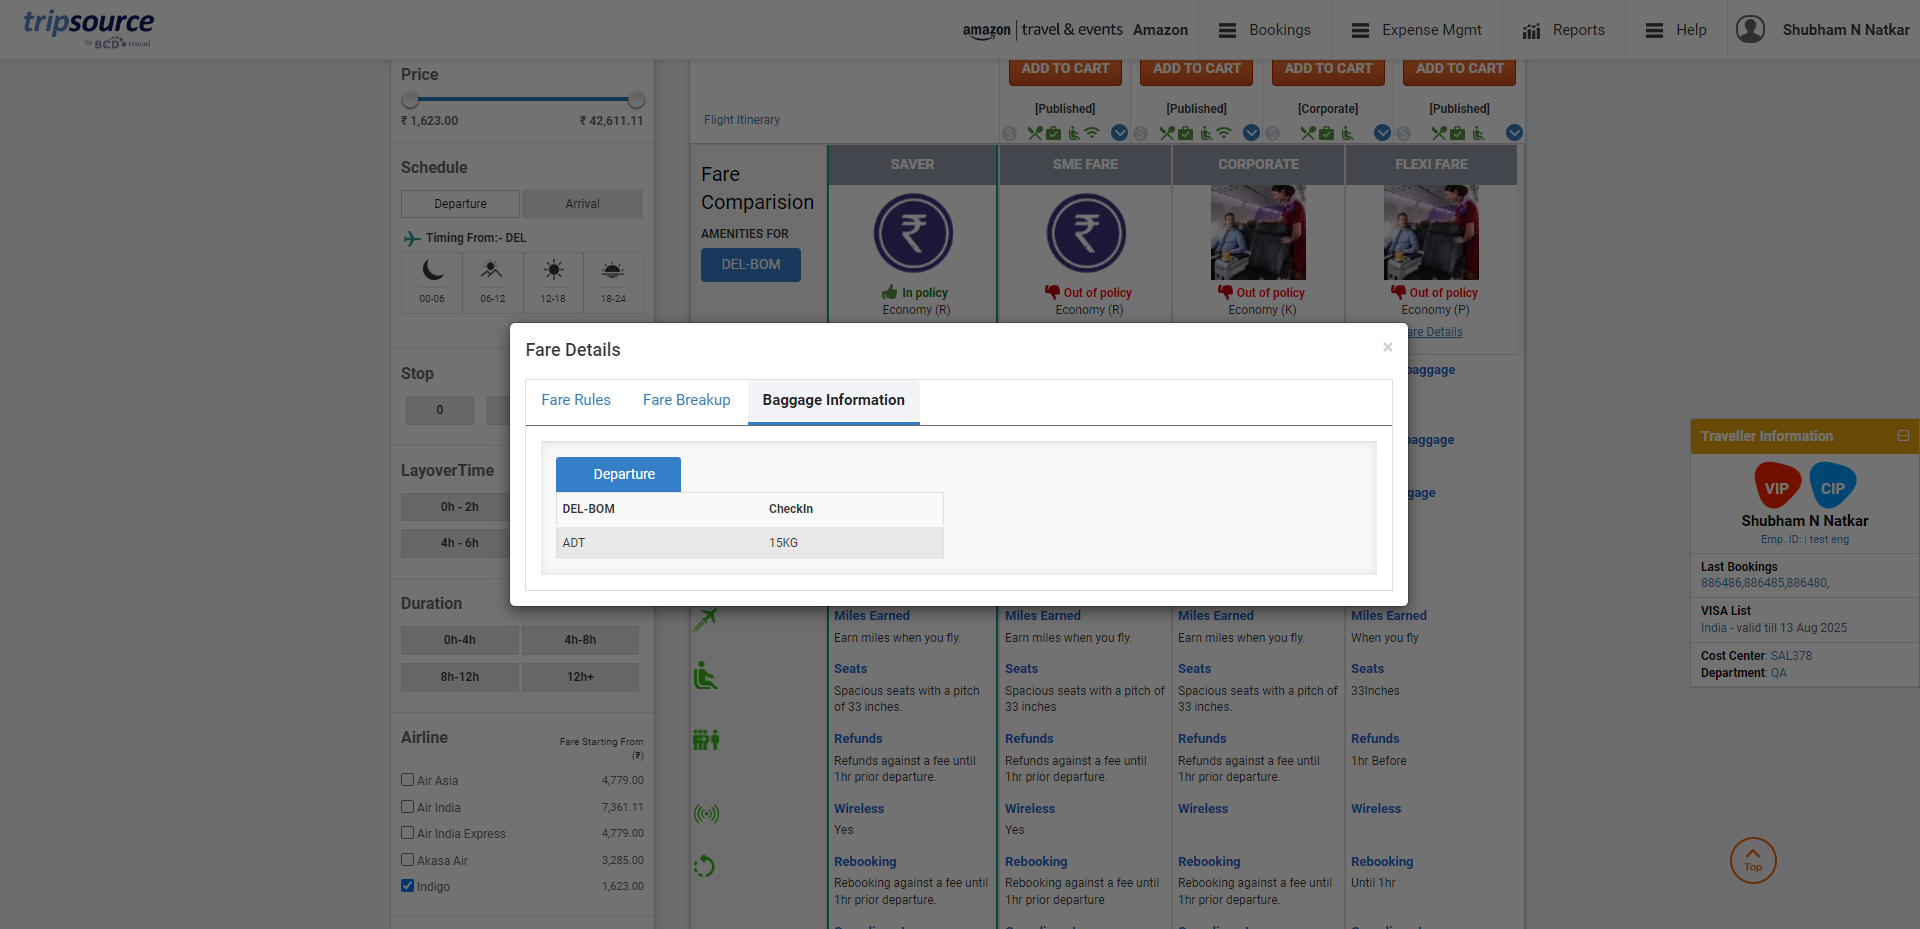 tripsource
by BCD travel
amazon | travel & events Amazon
Bookings
Expense Mgmt
Reports
Help
Shubham N Natkar
Price
₹ 1,623.00 ₹ 42,611.11
Schedule
Departure Arrival
Timing From:- DEL
00-06 06-12 12-18 18-24
Stop
0
LayoverTime
0h - 2h
4h - 6h
Duration
0h-4h 4h-8h
8h-12h 12h+
Airline Fare Starting From
(₹)
Air Asia 4,779.00
Air India 7,361.11
Air India Express 4,779.00
Akasa Air 3,285.00
Indigo 1,623.00
ADD TO CART ADD TO CART ADD TO CART ADD TO CART
[Published] [Published] [Corporate] [Published]
Flight Itinerary
Fare
Comparision
AMENITIES FOR
DEL-BOM
SAVER SME FARE CORPORATE FLEXI FARE
In policy Out of policy Out of policy Out of policy
Economy (R) Economy (R) Economy (K) Economy (P)
are Details
baggage
baggage
gage
Fare Details ×
Fare Rules Fare Breakup Baggage Information
Departure
DEL-BOM CheckIn
ADT 15KG
Miles Earned Miles Earned Miles Earned Miles Earned
Earn miles when you fly. Earn miles when you fly. Earn miles when you fly. When you fly
Seats Seats Seats Seats
Spacious seats with a pitch Spacious seats with a pitch of Spacious seats with a pitch of 33Inches
of 33 inches. 33 inches 33 inches.
Refunds Refunds Refunds Refunds
Refunds against a fee until Refunds against a fee until Refunds against a fee until 1hr Before
1hr prior departure. 1hr prior departure. 1hr prior departure.
Wireless Wireless Wireless Wireless
Yes Yes
Rebooking Rebooking Rebooking Rebooking
Rebooking against a fee until Rebooking against a fee until Rebooking against a fee until Until 1hr
1hr prior departure. 1hr prior departure 1hr prior departure.
Traveller Information
VIP CIP
Shubham N Natkar
Emp. ID: | test eng
Last Bookings
886486,886485,886480,
VISA List
India - valid till 13 Aug 2025
Cost Center: SAL378
Department: QA
Top